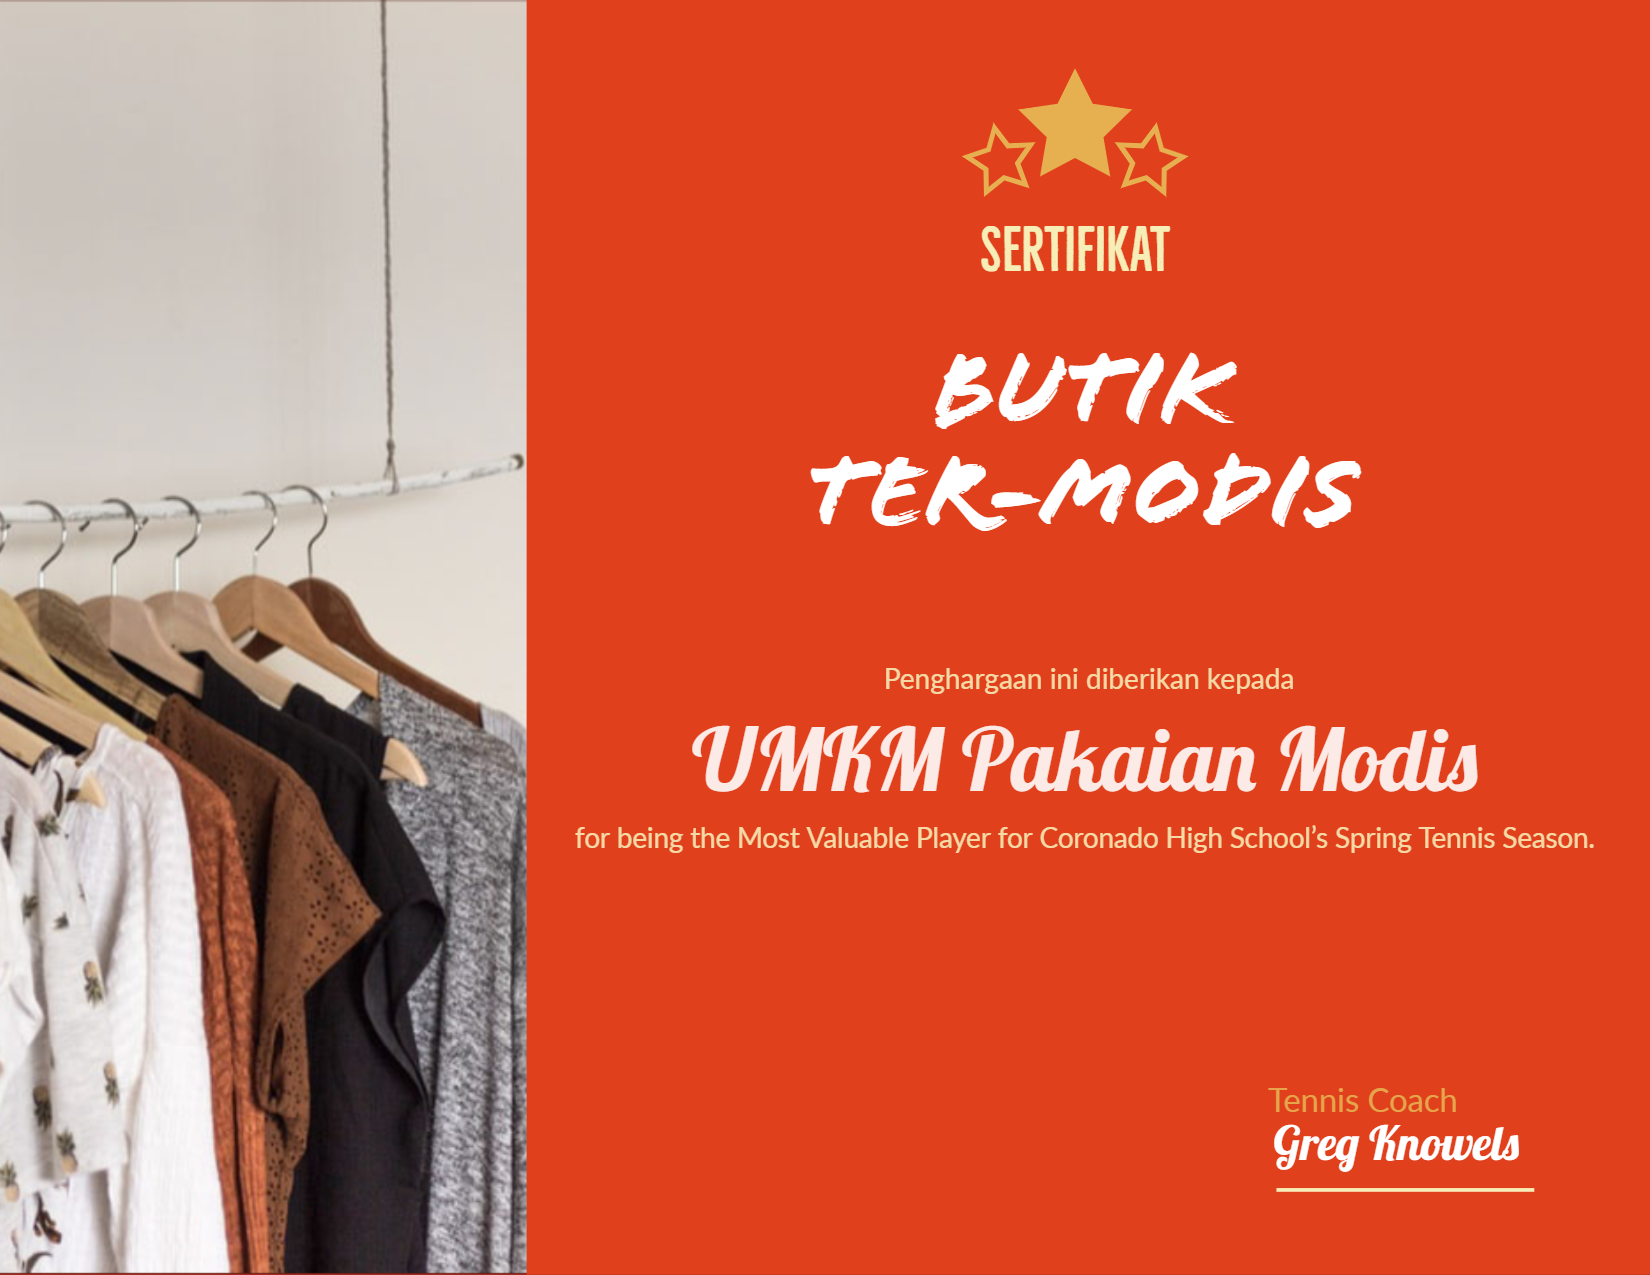 SERTIFIKAT
BUTIK
TER-MODIS
Penghargaan ini diberikan kepada
UMKM Pakaian Modis
for being the Most Valuable Player for Coronado High School's Spring Tennis Season.
Tennis Coach
Greg Knowels